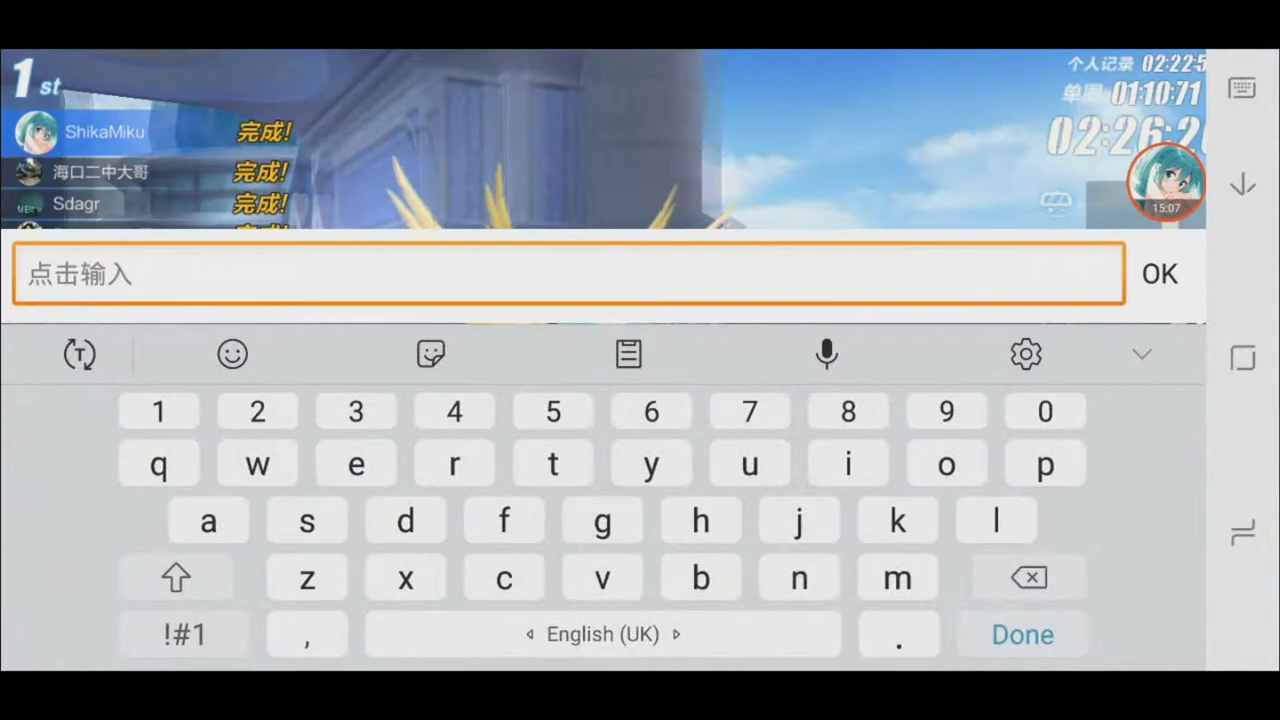 1st
个人记录 02:22:5
单圈 01:10:71
02:26:2
ShikaMiku 完成!
海口二中大哥 完成!
Sdagr 完成!
15:07
点击输入
OK
1 2 3 4 5 6 7 8 9 0
q w e r t y u i o p
a s d f g h j k l
z x c v b n m
!#1 , English (UK) . Done